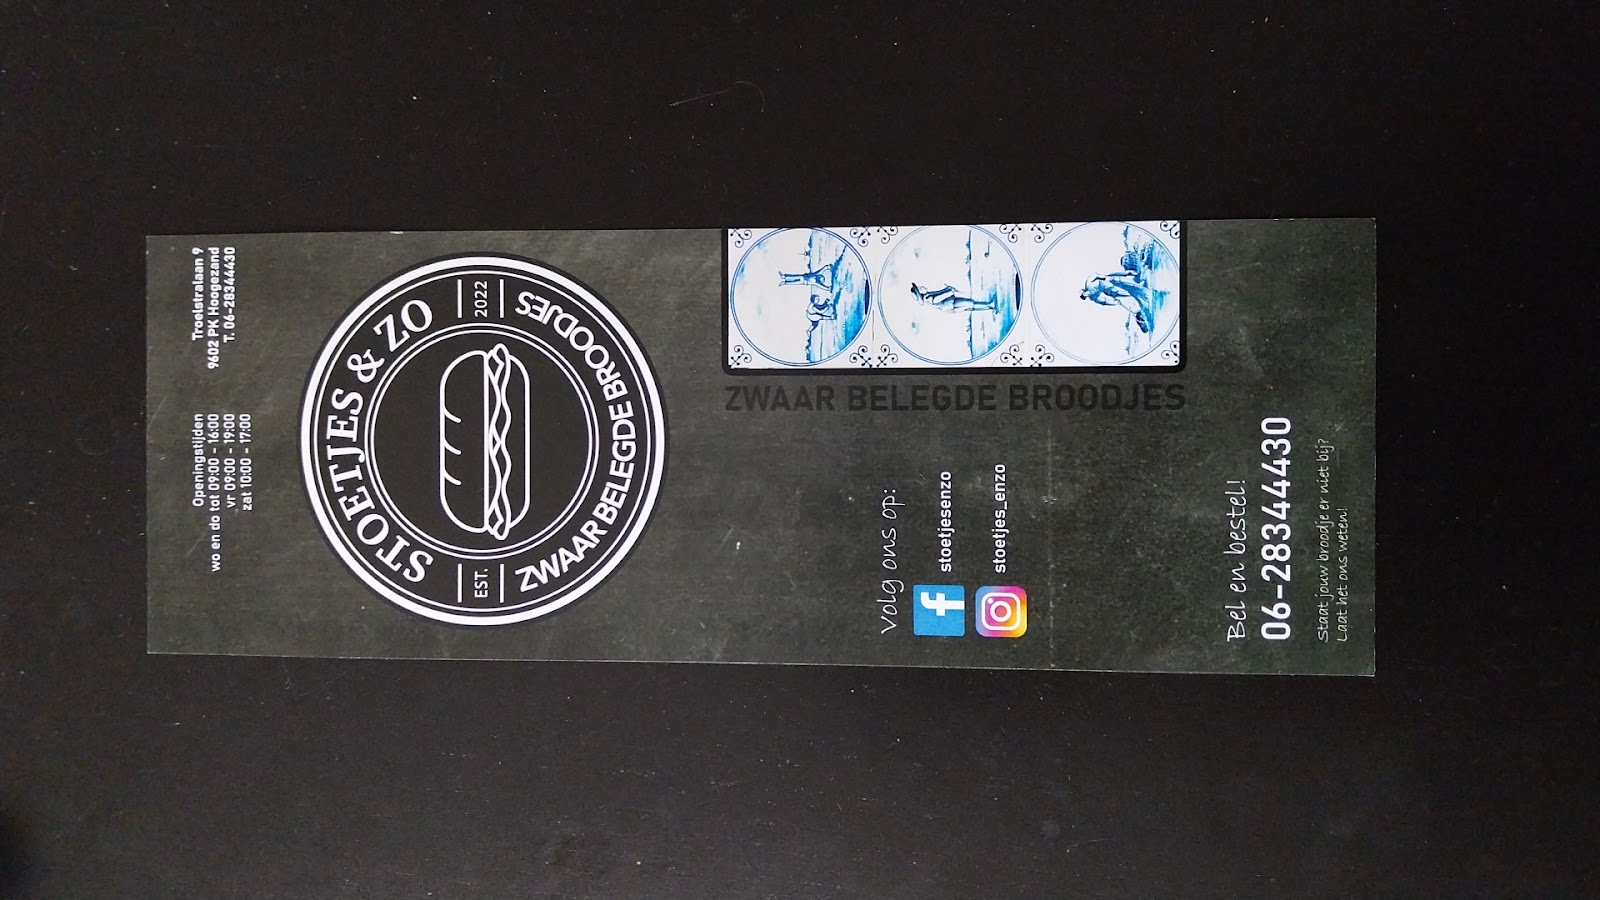 Openingstijden
wo en do tot 09:00 - 16:00
vr 09:00 - 19:00
zat 10:00 - 17:00
Troelstralaan 9
9602 PK Hoogezand
T. 06-28344430
STOETJES & ZO
EST. 2022
ZWAAR BELEGDE BROODJES
ZWAAR BELEGDE BROODJES
Volg ons op:
stoetjesenzo
stoetjes_enzo
Bel en bestel!
06-28344430
Staat jouw broodje er niet bij?
Laat het ons weten!